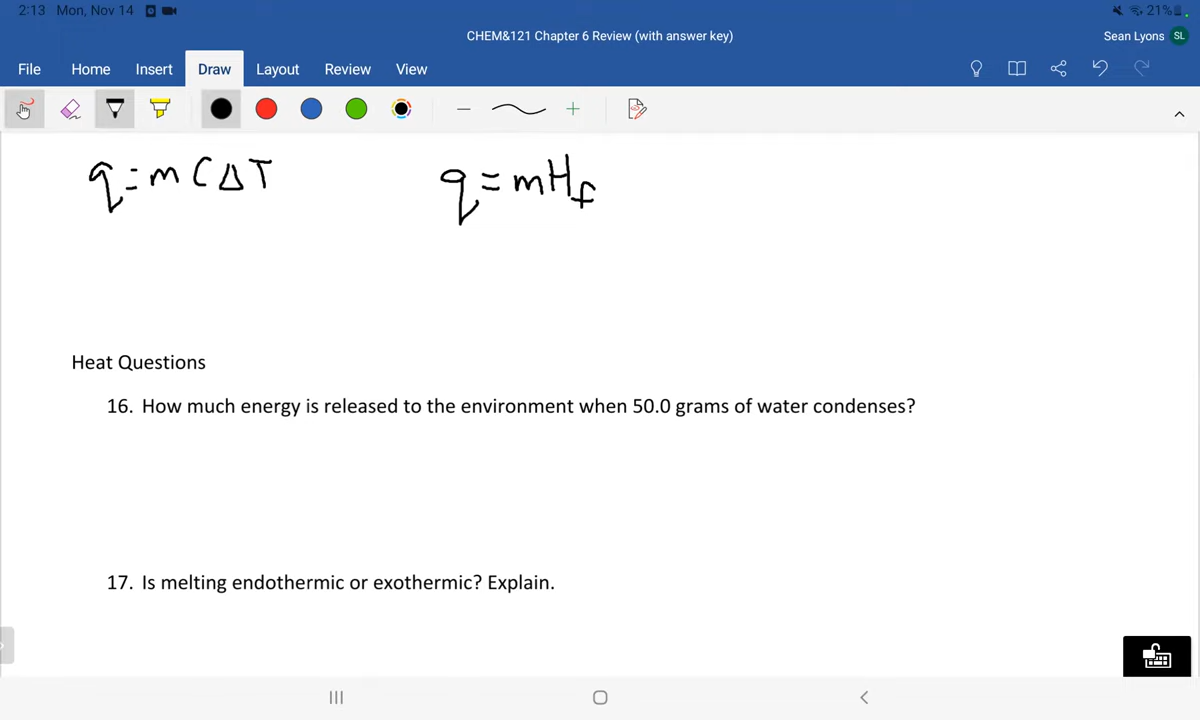 2:13 Mon, Nov 14 21%
CHEM&121 Chapter 6 Review (with answer key)
Sean Lyons SL
File Home Insert Draw Layout Review View
q = m C Δ T q = m H_f
Heat Questions
16. How much energy is released to the environment when 50.0 grams of water condenses?
17. Is melting endothermic or exothermic? Explain.